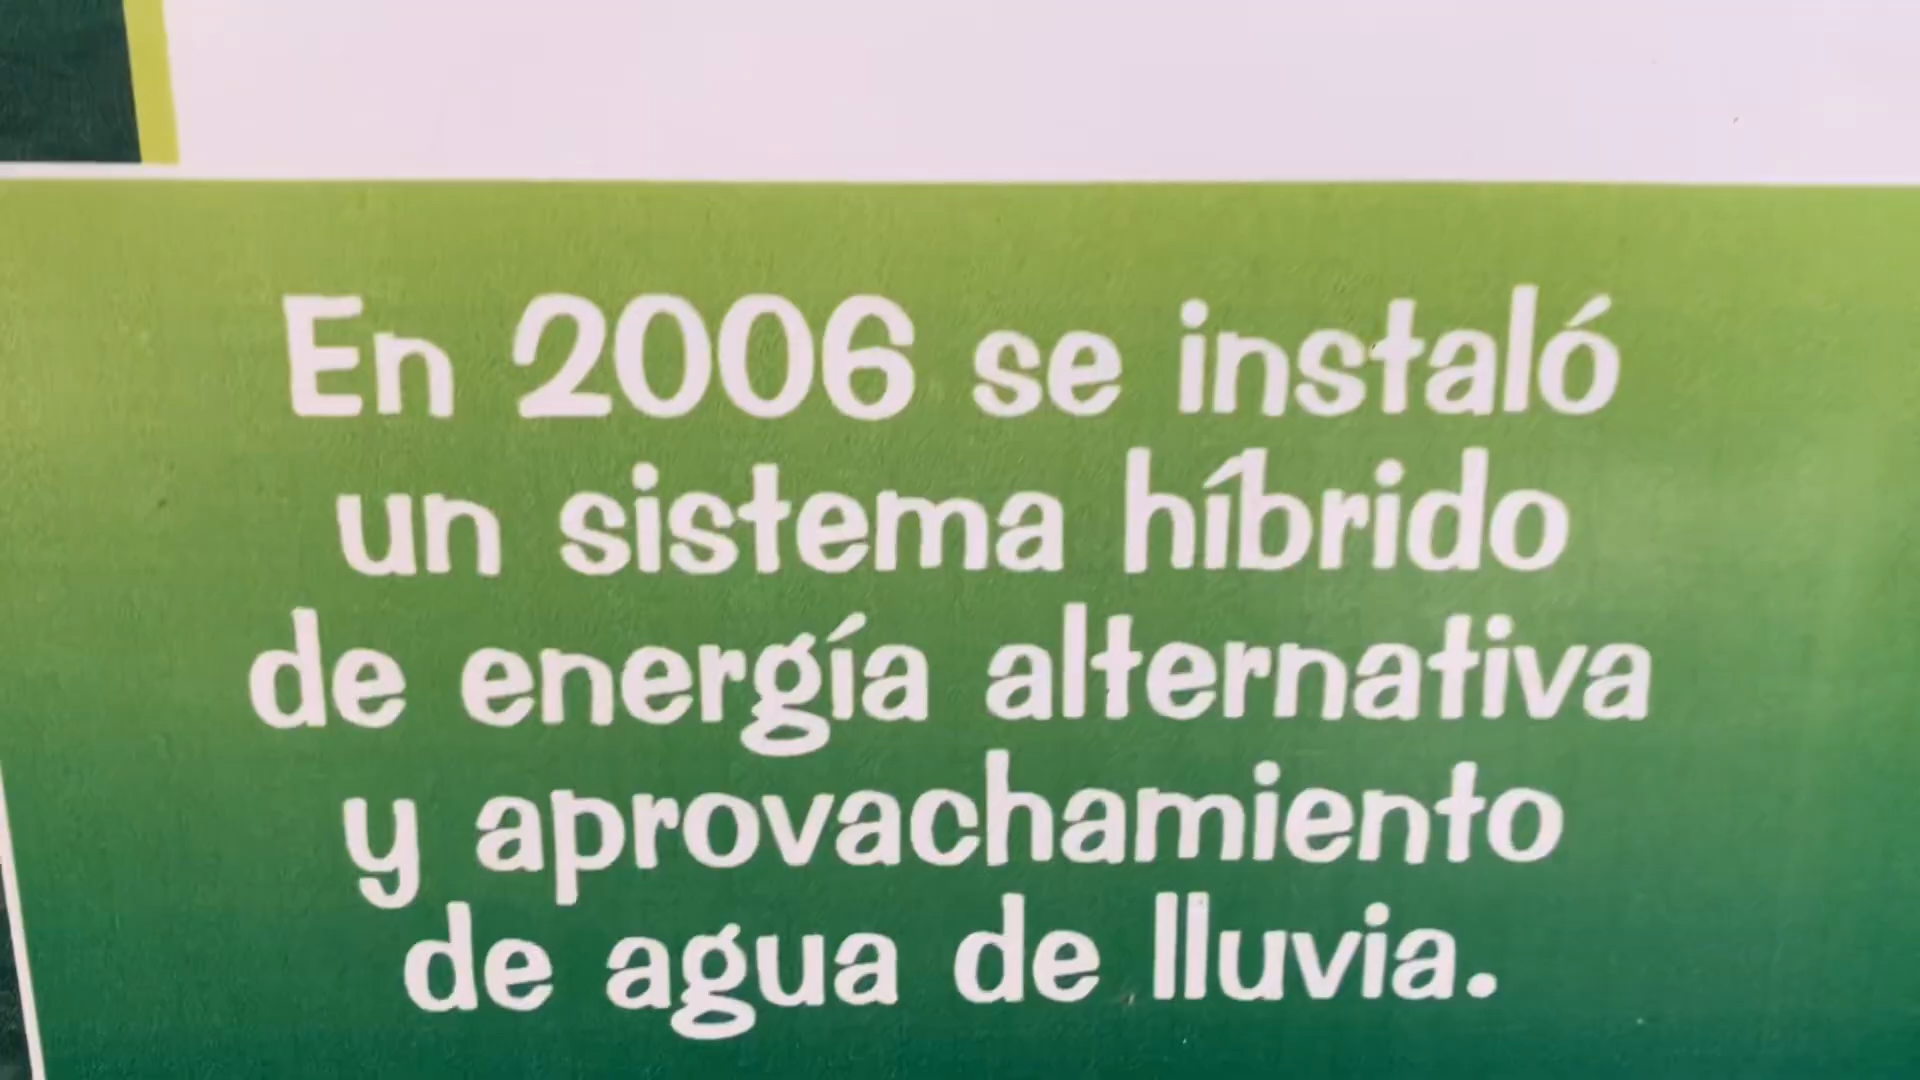 En 2006 se instaló
un sistema híbrido
de energía alternativa
y aprovachamiento
de agua de lluvia.